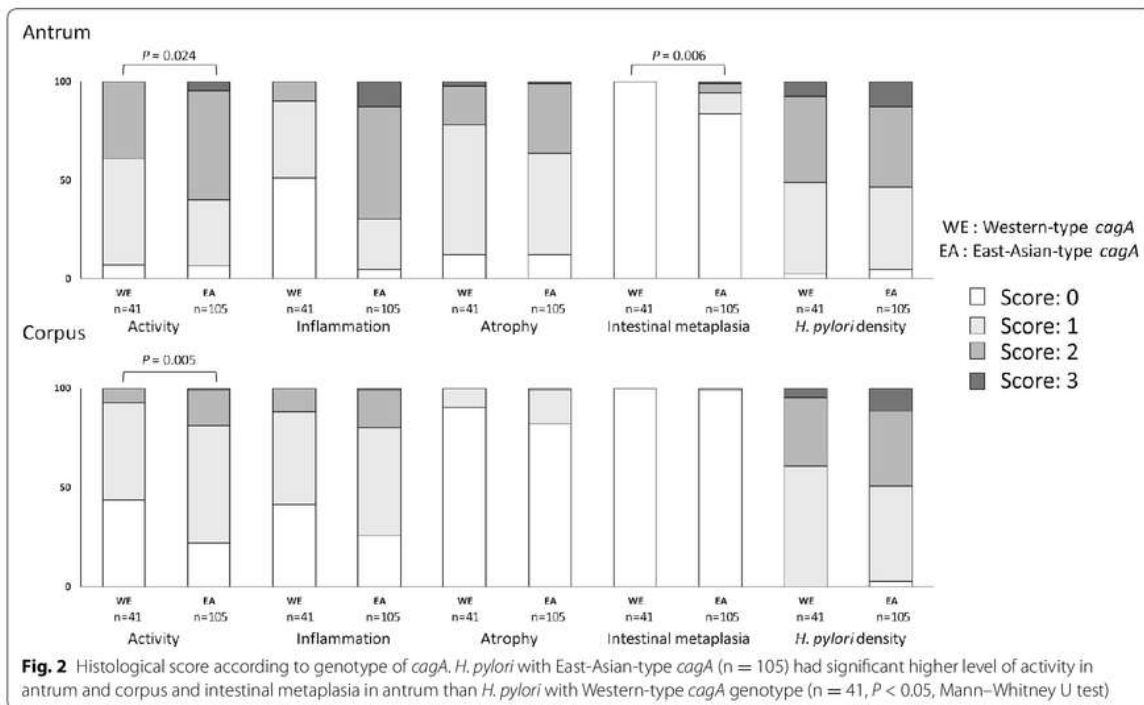 Antrum
P = 0.024
P = 0.006
100
50
0
WE EA WE EA WE EA WE EA WE EA
n=41 n=105 n=41 n=105 n=41 n=105 n=41 n=105 n=41 n=105
Activity Inflammation Atrophy Intestinal metaplasia H. pylori density
WE : Western-type cagA
EA : East-Asian-type cagA
Score: 0
Score: 1
Score: 2
Score: 3
Corpus
P = 0.005
100
50
0
WE EA WE EA WE EA WE EA WE EA
n=41 n=105 n=41 n=105 n=41 n=105 n=41 n=105 n=41 n=105
Activity Inflammation Atrophy Intestinal metaplasia H. pylori density
Fig. 2 Histological score according to genotype of cagA. H. pylori with East-Asian-type cagA (n = 105) had significant higher level of activity in
antrum and corpus and intestinal metaplasia in antrum than H. pylori with Western-type cagA genotype (n = 41, P < 0.05, Mann–Whitney U test)